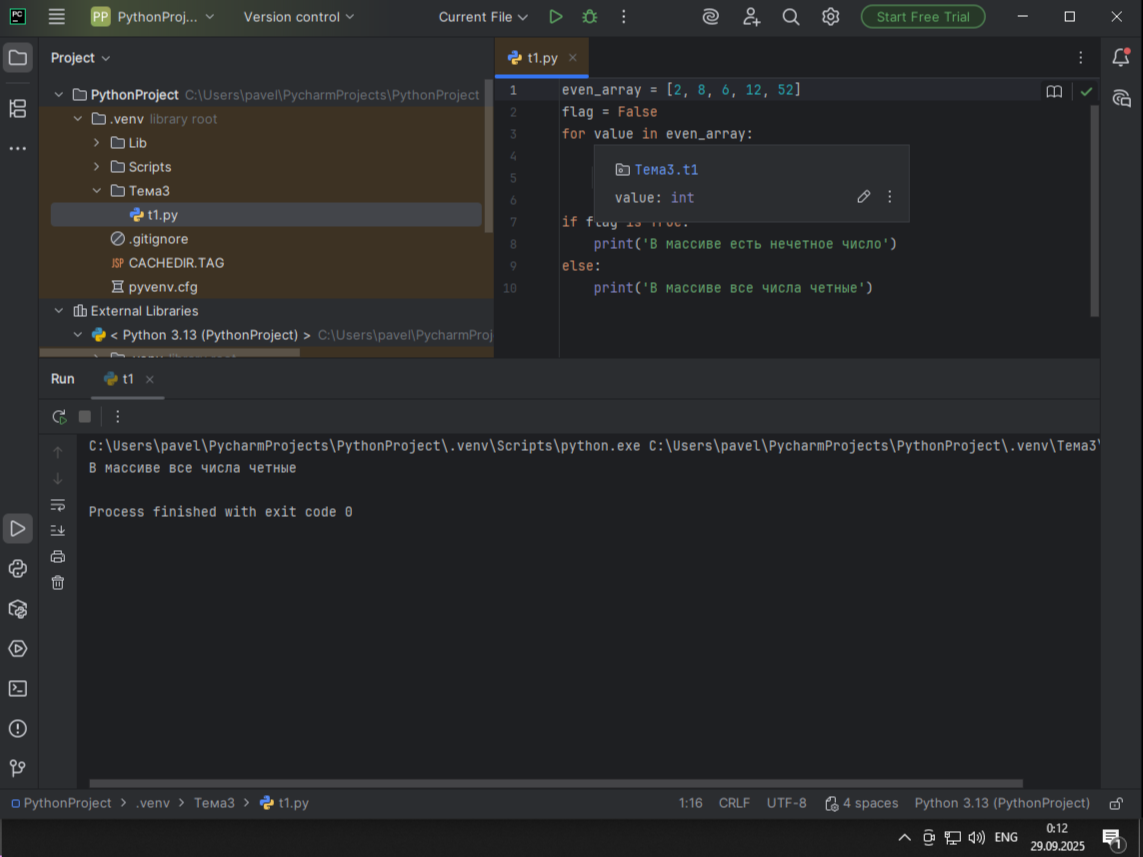 PC
PP PythonProj... Version control Current File Start Free Trial
Project
t1.py
PythonProject C:\Users\pavel\PycharmProjects\PythonProject
.venv library root
Lib
Scripts
Тема3
t1.py
.gitignore
JSP CACHEDIR.TAG
pyvenv.cfg
External Libraries
< Python 3.13 (PythonProject) > C:\Users\pavel\PycharmProj
1 even_array = [2, 8, 6, 12, 52]
2 flag = False
3 for value in even_array:
4
5
6
Тема3.t1
value: int
7 if flag is True:
8 print('В массиве есть нечетное число')
9 else:
10 print('В массиве все числа четные')
Run t1
C:\Users\pavel\PycharmProjects\PythonProject\.venv\Scripts\python.exe C:\Users\pavel\PycharmProjects\PythonProject\.venv\Тема3\
В массиве все числа четные
Process finished with exit code 0
PythonProject > .venv > Тема3 > t1.py 1:16 CRLF UTF-8 4 spaces Python 3.13 (PythonProject)
ENG
0:12
29.09.2025
1